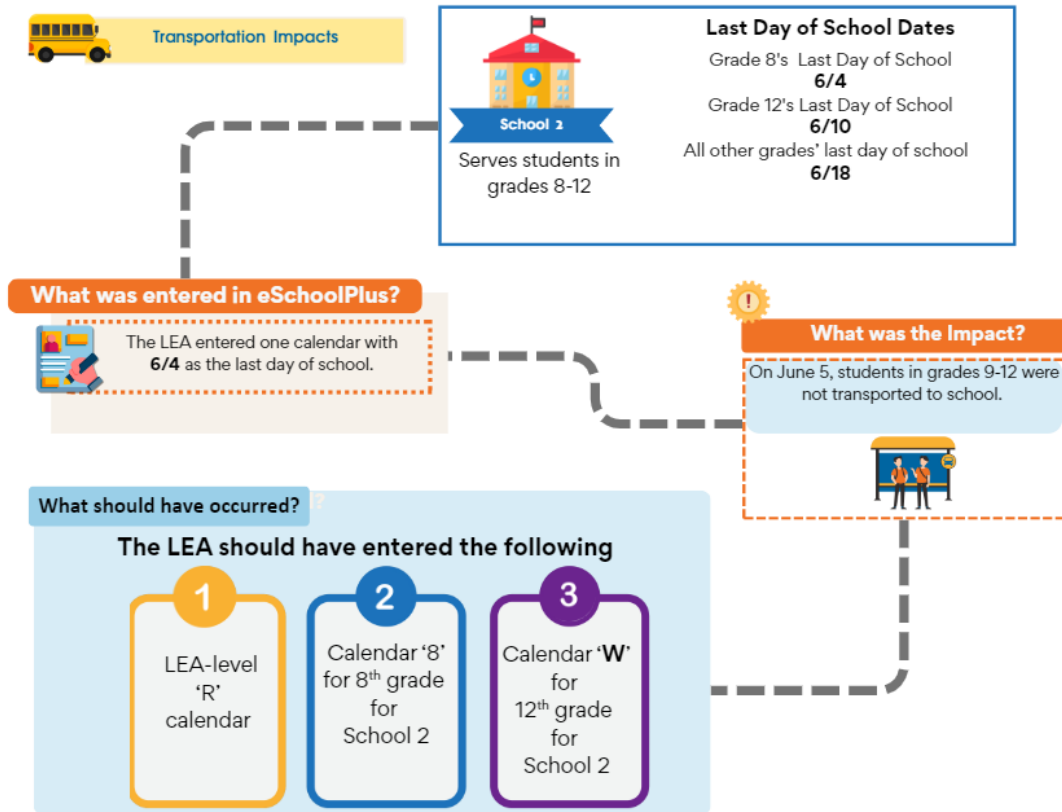 Transportation Impacts
School 2
Serves students in
grades 8-12
Last Day of School Dates
Grade 8's Last Day of School
6/4
Grade 12's Last Day of School
6/10
All other grades' last day of school
6/18
What was entered in eSchoolPlus?
The LEA entered one calendar with
6/4 as the last day of school.
!
What was the Impact?
On June 5, students in grades 9-12 were
not transported to school.
What should have occurred?
The LEA should have entered the following
1
LEA-level
‘R’
calendar
2
Calendar ‘8’
for 8th grade
for
School 2
3
Calendar ‘W’
for
12th grade
for
School 2